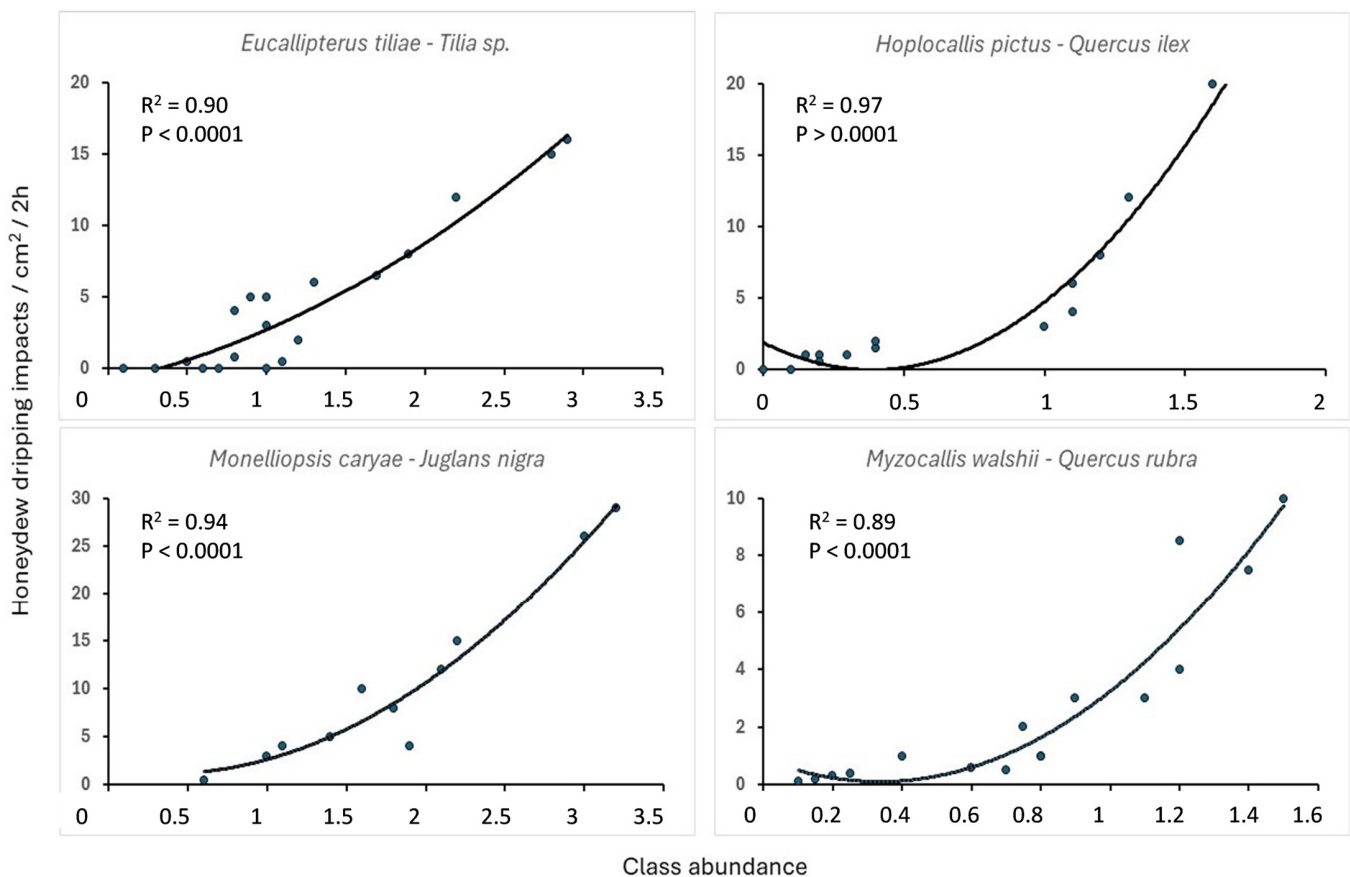 Honeydew dripping impacts / cm² / 2h
Eucallipterus tiliae - Tilia sp.
R² = 0.90
P < 0.0001
20
15
10
5
0
0 0.5 1 1.5 2 2.5 3 3.5
Hoplocallis pictus - Quercus ilex
R² = 0.97
P > 0.0001
20
15
10
5
0
0 0.5 1 1.5 2
Monelliopsis caryae - Juglans nigra
R² = 0.94
P < 0.0001
30
25
20
15
10
5
0
0 0.5 1 1.5 2 2.5 3 3.5
Myzocallis walshii - Quercus rubra
R² = 0.89
P < 0.0001
10
8
6
4
2
0
0 0.2 0.4 0.6 0.8 1 1.2 1.4 1.6
Class abundance